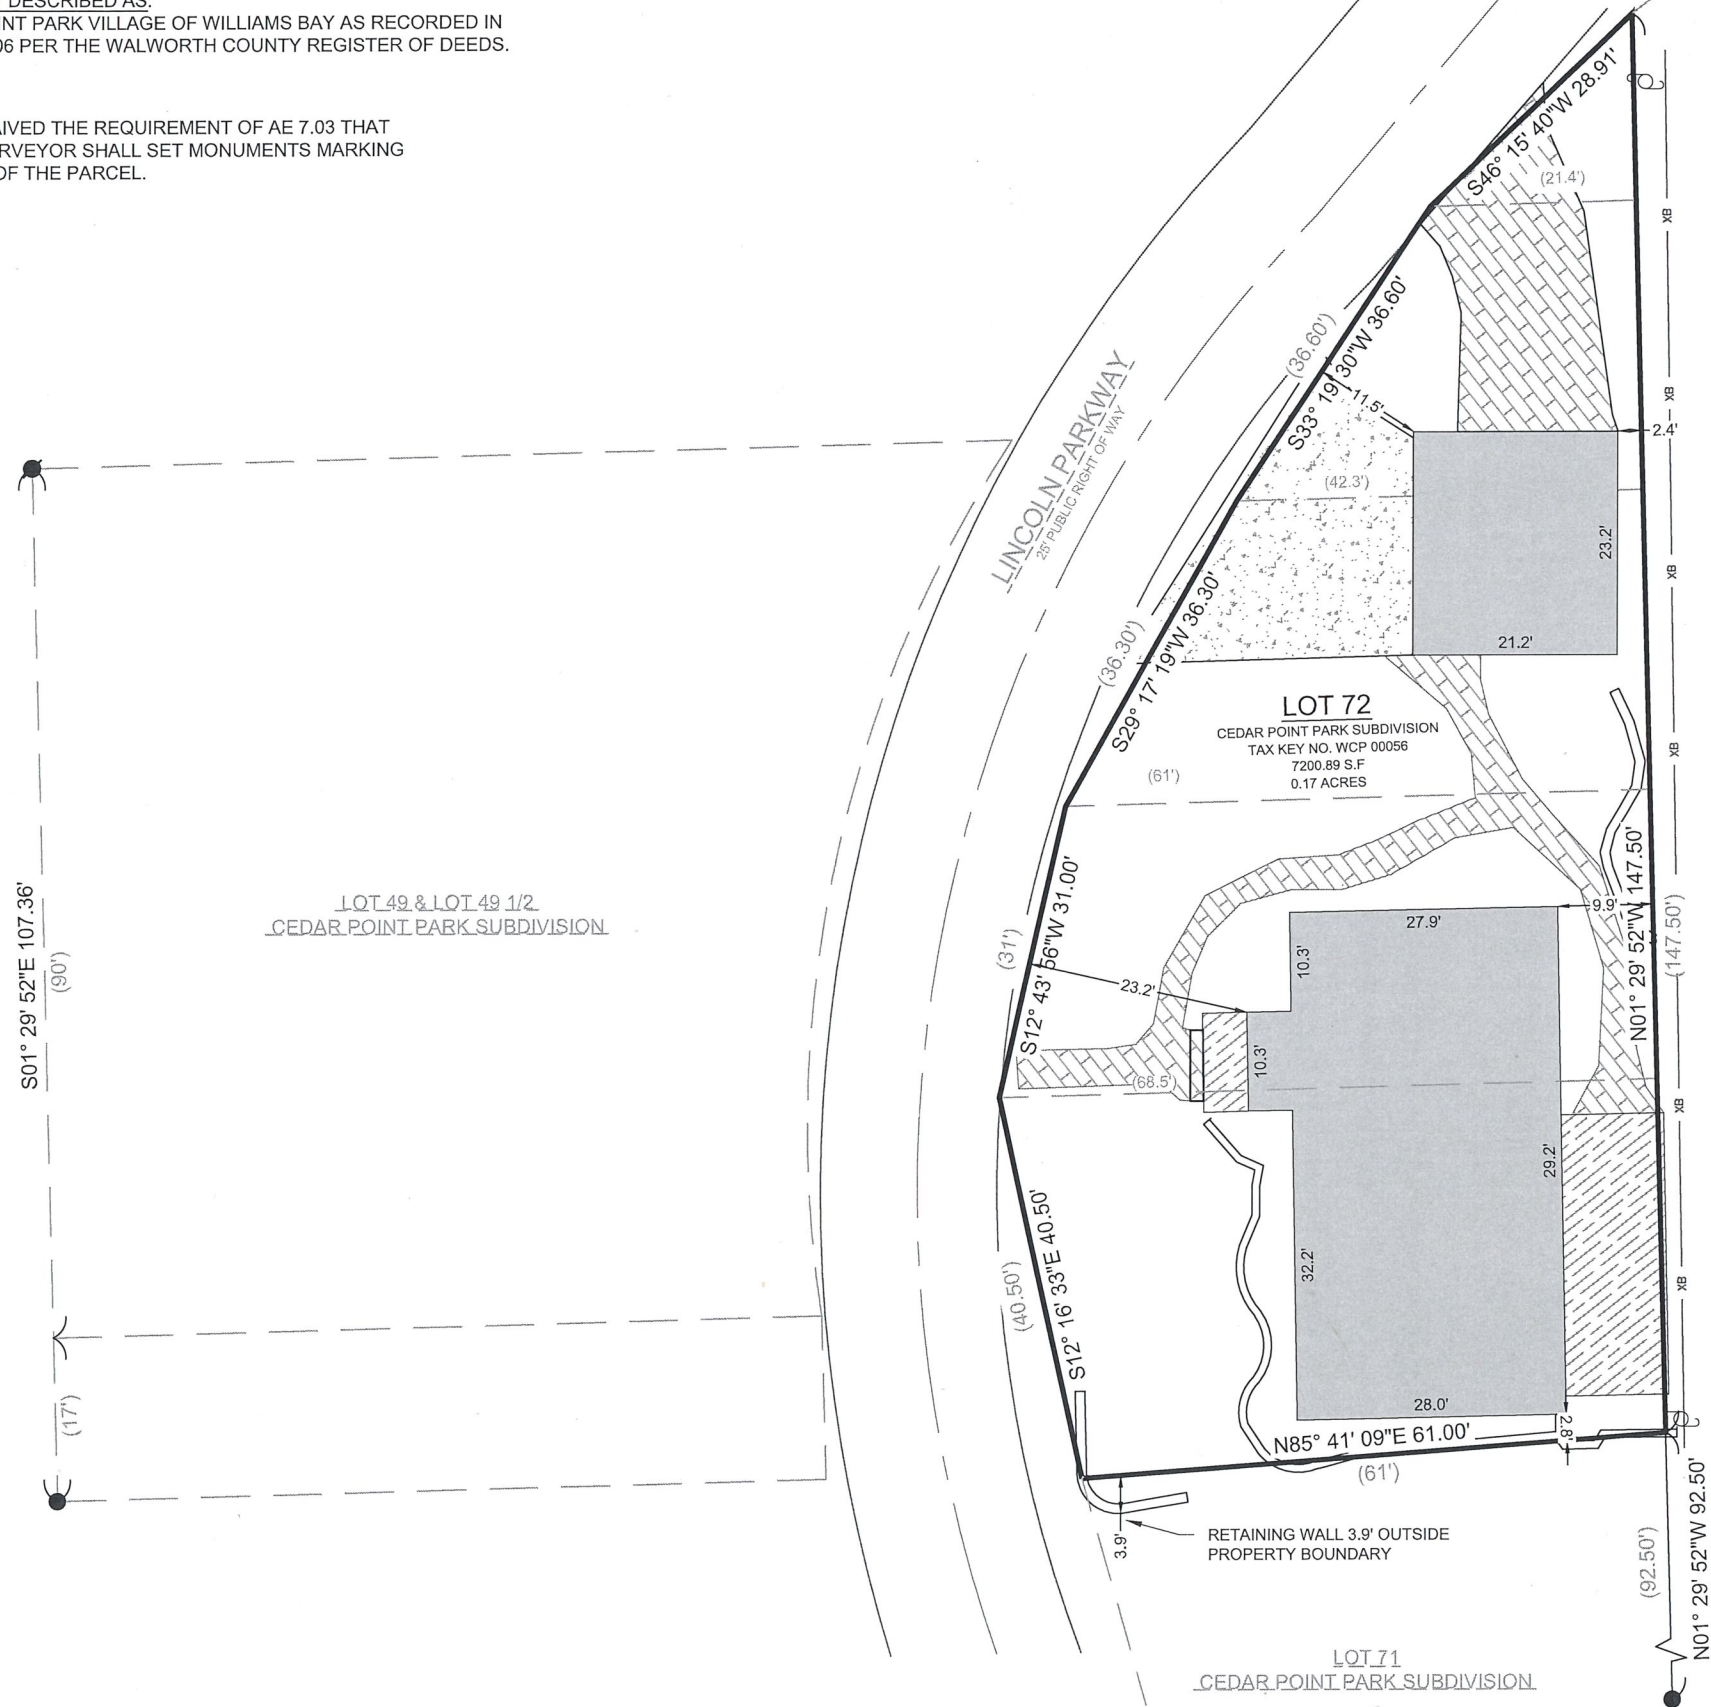 DESCRIBED AS:
INT PARK VILLAGE OF WILLIAMS BAY AS RECORDED IN
06 PER THE WALWORTH COUNTY REGISTER OF DEEDS.
AIVED THE REQUIREMENT OF AE 7.03 THAT
RVEYOR SHALL SET MONUMENTS MARKING
OF THE PARCEL.
S46° 15' 40"W 28.91'
(21.4')
S33° 19' 30"W 36.60'
(36.60')
11.5'
2.4'
(42.3')
23.2'
21.2'
LINCOLN PARKWAY
25' PUBLIC RIGHT OF WAY
S29° 17' 19"W 36.30'
(36.30')
LOT 72
CEDAR POINT PARK SUBDIVISION
TAX KEY NO. WCP 00056
7200.89 S.F
0.17 ACRES
(61')
S12° 43' 56"W 31.00'
(31')
23.2'
27.9'
9.9'
N01° 29' 52"W 147.50'
(147.50')
10.3'
10.3'
(68.5')
29.2'
32.2'
28.0'
2.8'
S12° 16' 33"E 40.50'
(40.50')
N85° 41' 09"E 61.00'
(61')
3.9'
RETAINING WALL 3.9' OUTSIDE
PROPERTY BOUNDARY
LOT 49 & LOT 49 1/2
CEDAR POINT PARK SUBDIVISION
S01° 29' 52"E 107.36'
(90')
(17')
XB
XB
XB
XB
XB
XB
(92.50')
N01° 29' 52"W 92.50'
LOT 71
CEDAR POINT PARK SUBDIVISION